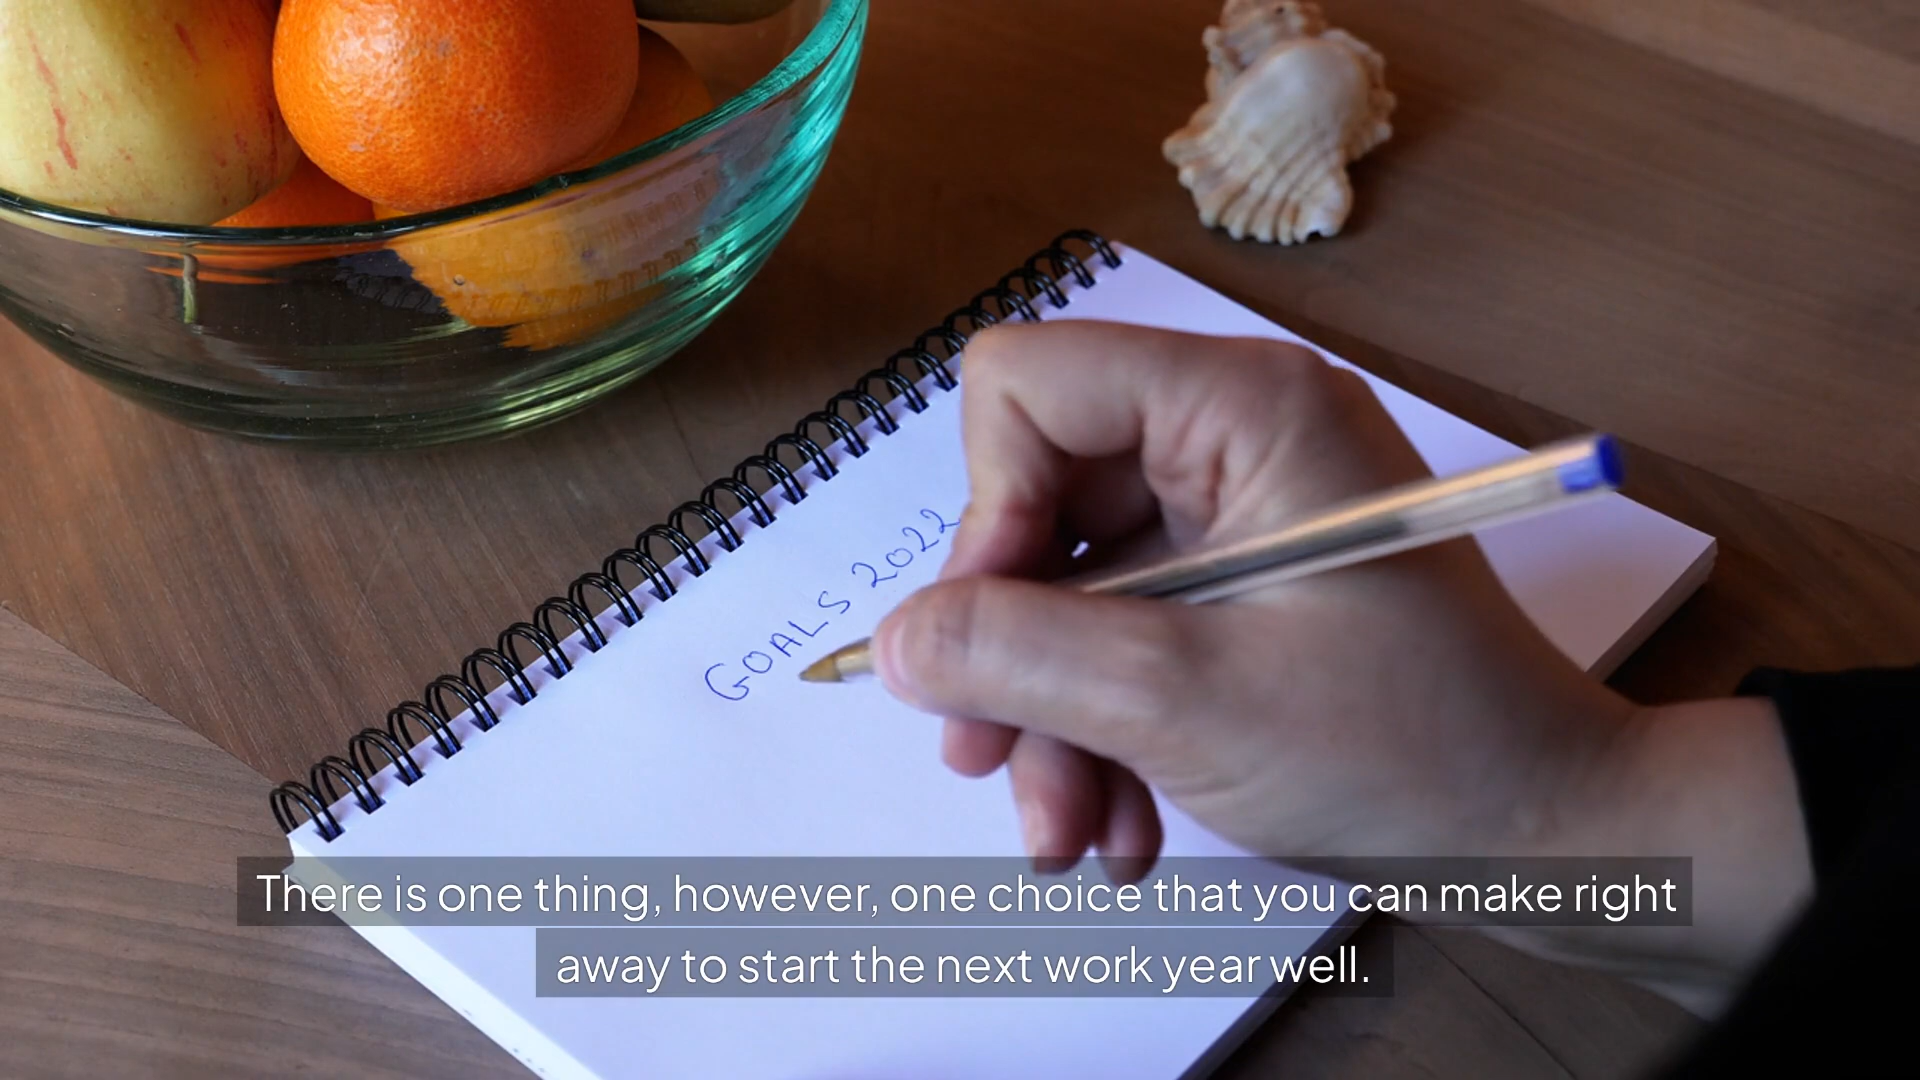 GOALS 2022
There is one thing, however, one choice that you can make right
away to start the next work year well.